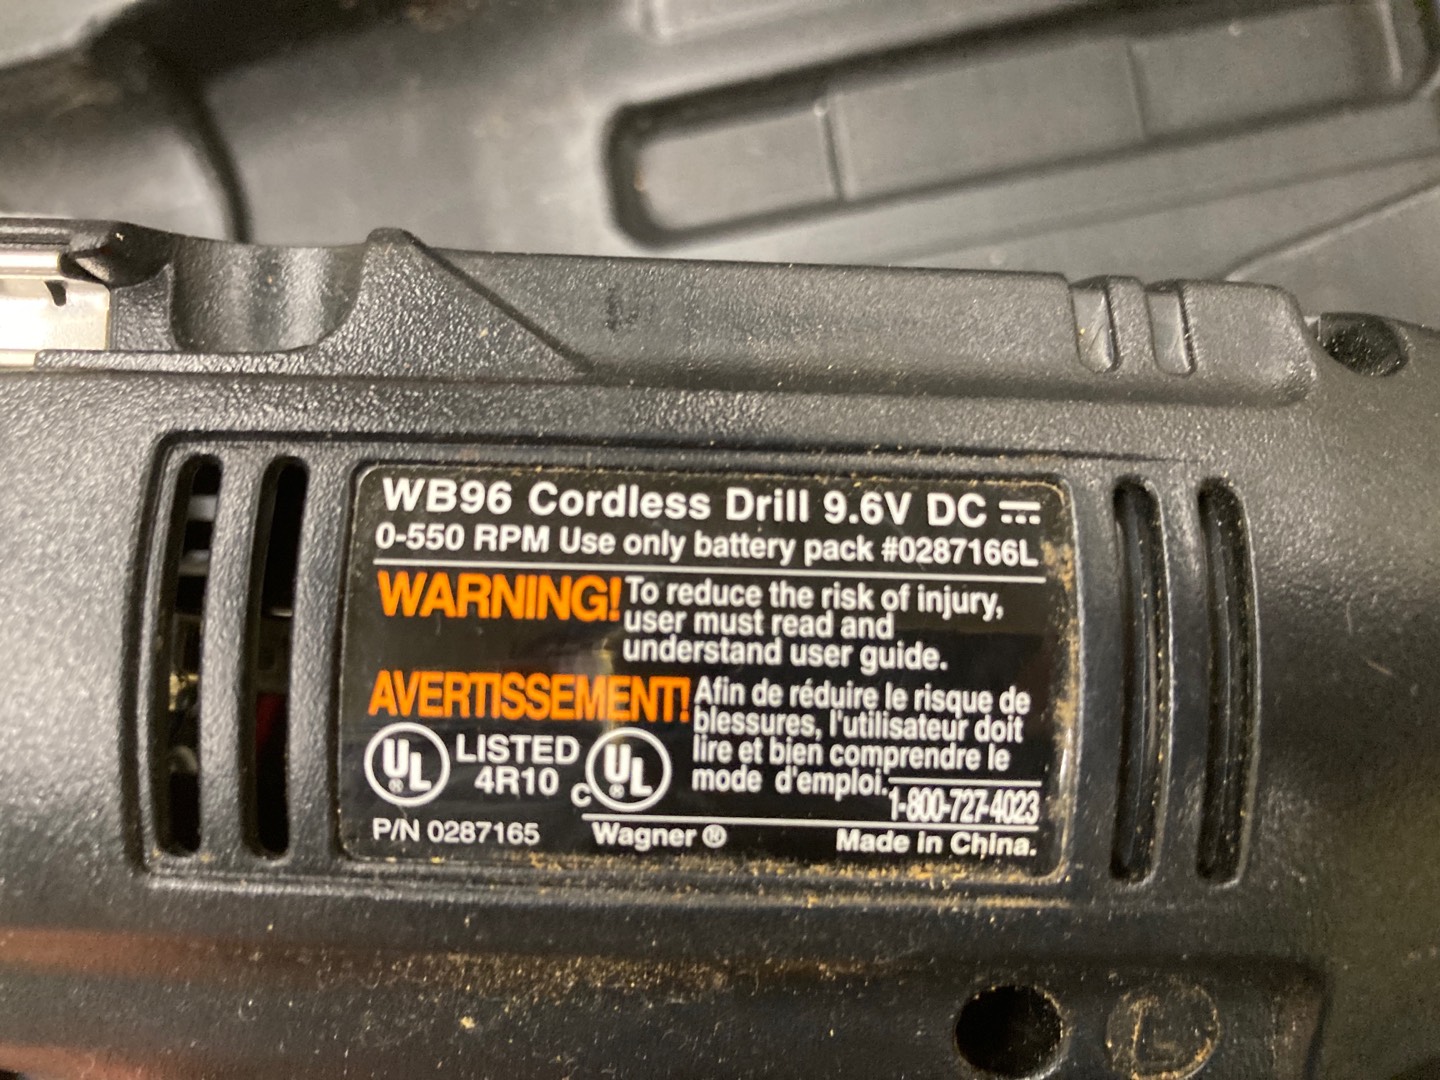 WB96 Cordless Drill 9.6V DC
0-550 RPM Use only battery pack #0287166L
WARNING! To reduce the risk of injury,
user must read and
understand user guide.
AVERTISSEMENT! Afin de réduire le risque de
blessures, l'utilisateur doit
lire et bien comprendre le
mode d'emploi.
UL® LISTED
4R10
C UL®
1-800-727-4023
P/N 0287165 Wagner® Made in China.
L